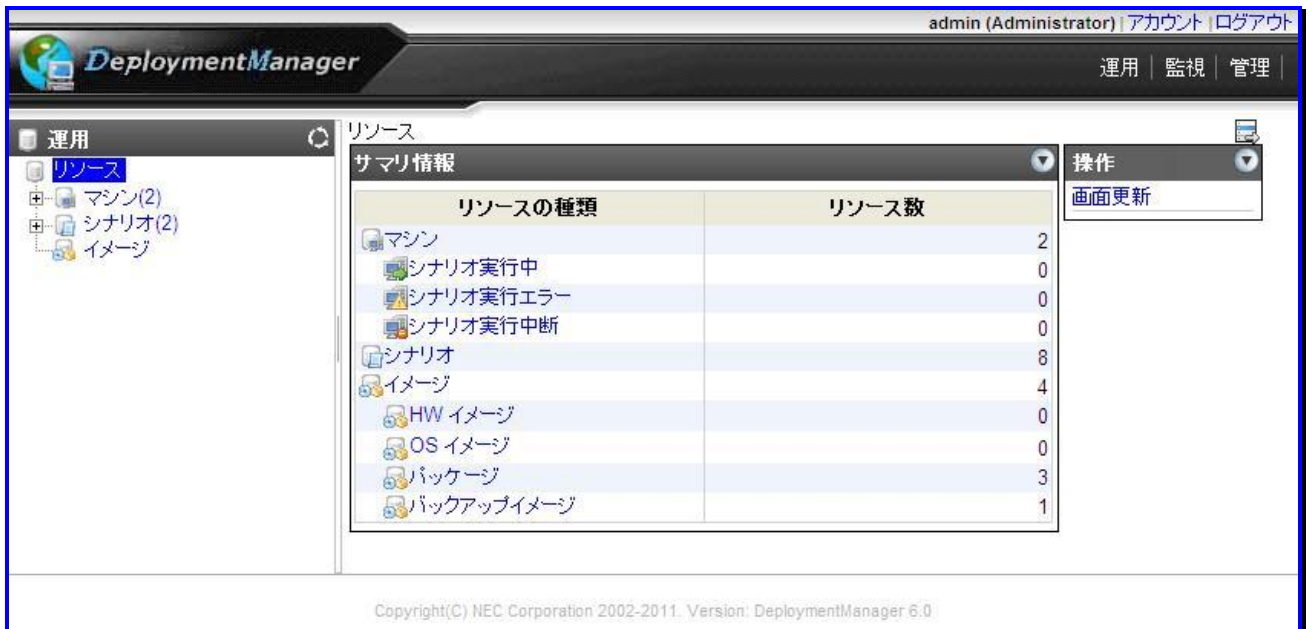 admin (Administrator) | アカウント | ログアウト
DeploymentManager
運用 | 監視 | 管理 |
運用
リソース
マシン(2)
シナリオ(2)
イメージ
リソース
サマリ情報
リソースの種類 リソース数
マシン 2
シナリオ実行中 0
シナリオ実行エラー 0
シナリオ実行中断 0
シナリオ 8
イメージ 4
HW イメージ 0
OS イメージ 0
パッケージ 3
バックアップイメージ 1
操作
画面更新
Copyright(C) NEC Corporation 2002-2011. Version: DeploymentManager 6.0